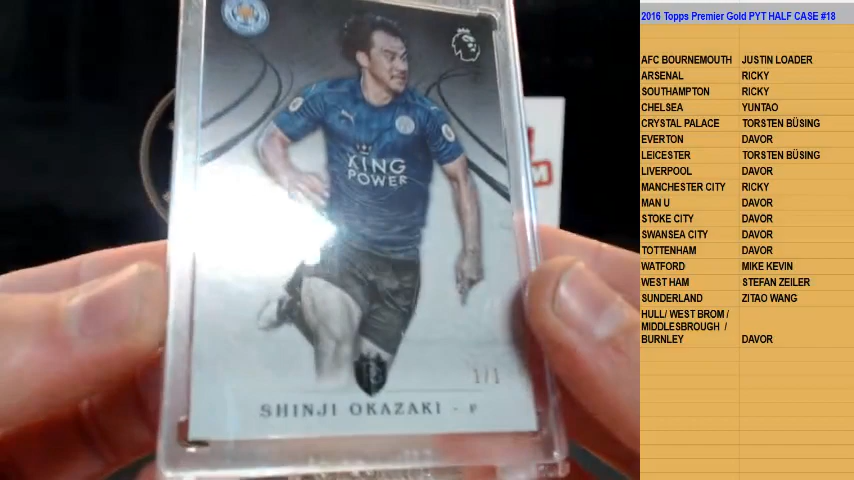 KING
POWER
1/1
SHINJI OKAZAKI - F
2016 Topps Premier Gold PYT HALF CASE #18
AFC BOURNEMOUTH JUSTIN LOADER
ARSENAL RICKY
SOUTHAMPTON RICKY
CHELSEA YUNTAO
CRYSTAL PALACE TORSTEN BÜSING
EVERTON DAVOR
LEICESTER TORSTEN BÜSING
LIVERPOOL DAVOR
MANCHESTER CITY RICKY
MAN U DAVOR
STOKE CITY DAVOR
SWANSEA CITY DAVOR
TOTTENHAM DAVOR
WATFORD MIKE KEVIN
WEST HAM STEFAN ZEILER
SUNDERLAND ZITAO WANG
HULL/ WEST BROM /
MIDDLESBROUGH /
BURNLEY DAVOR